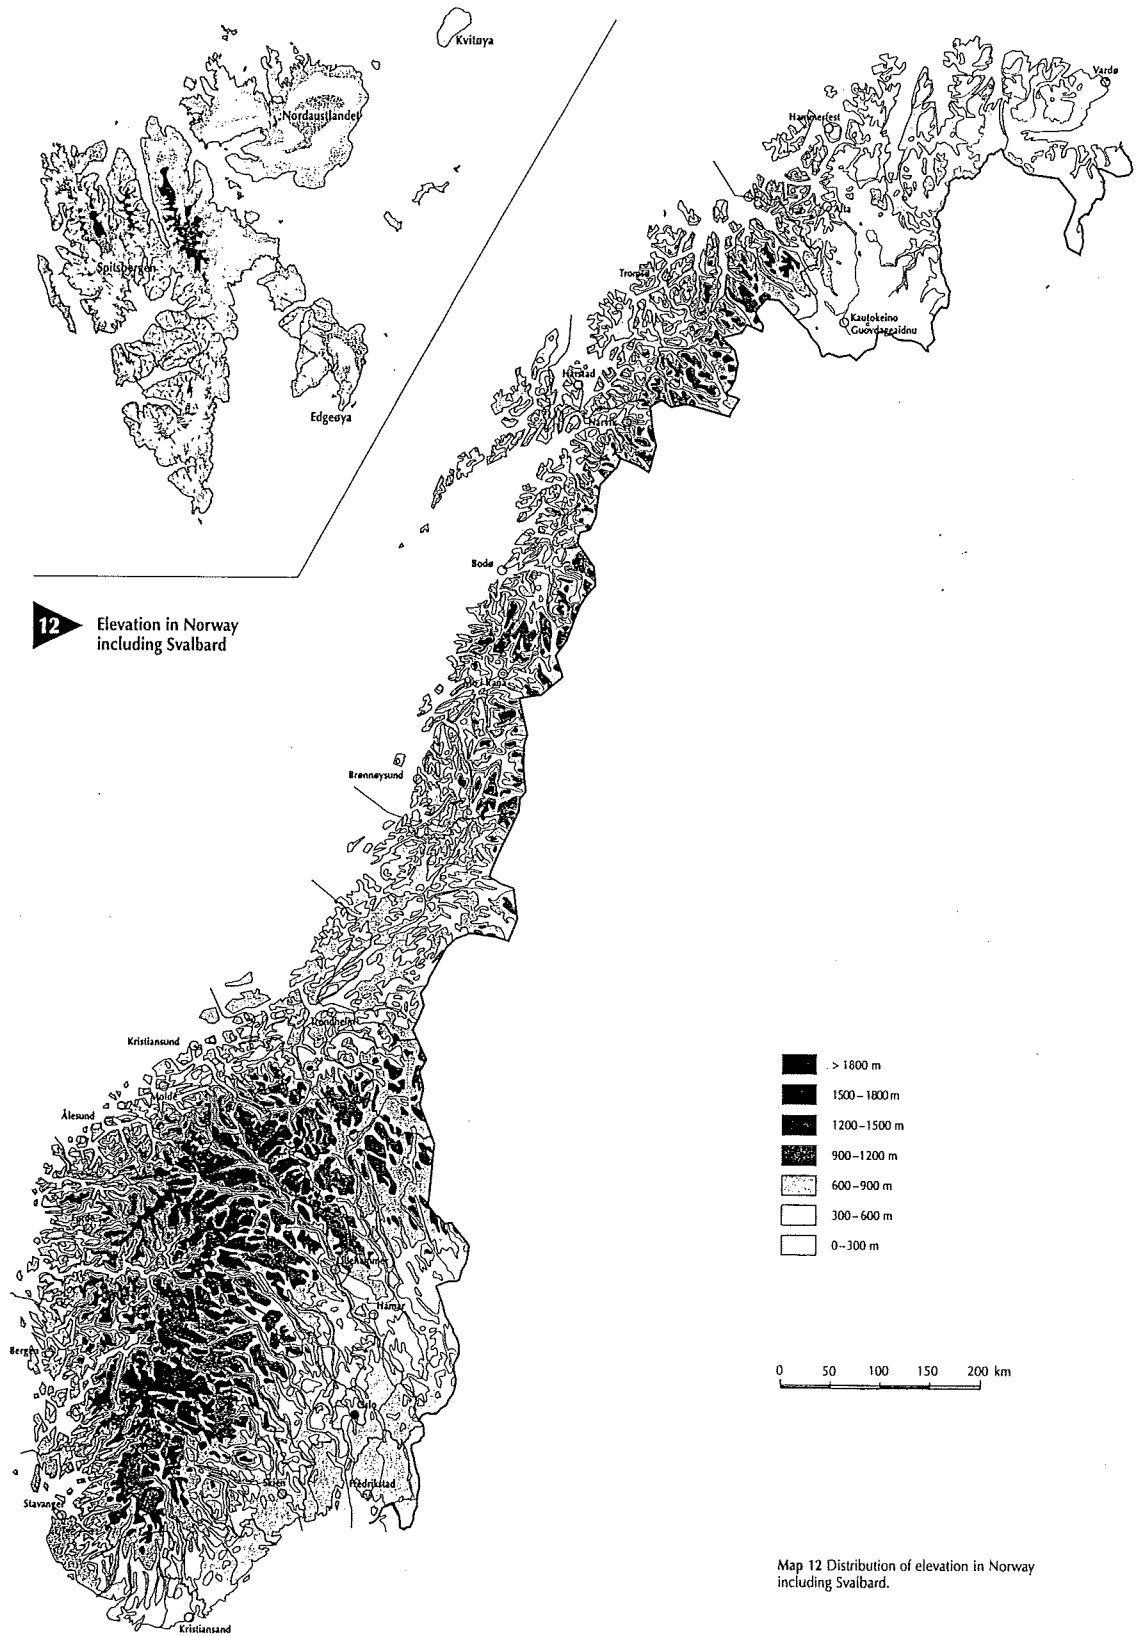 Kvitøya
Nordaustlandet
Spitsbergen
Edgeøya
Vardø
Hammerfest
Alta
Tromsø
Kautokeino
Guovdageaidnu
Harstad
Narvik
Bodø
12
Elevation in Norway
including Svalbard
Mo i Rana
Brønnøysund
Trondheim
Kristiansund
Molde
Ålesund
> 1800 m
1500–1800 m
1200–1500 m
900–1200 m
600–900 m
300–600 m
0–300 m
Lillehammer
Hamar
Bergen
0 50 100 150 200 km
Oslo
Skien
Fredrikstad
Stavanger
Kristiansand
Map 12 Distribution of elevation in Norway
including Svalbard.